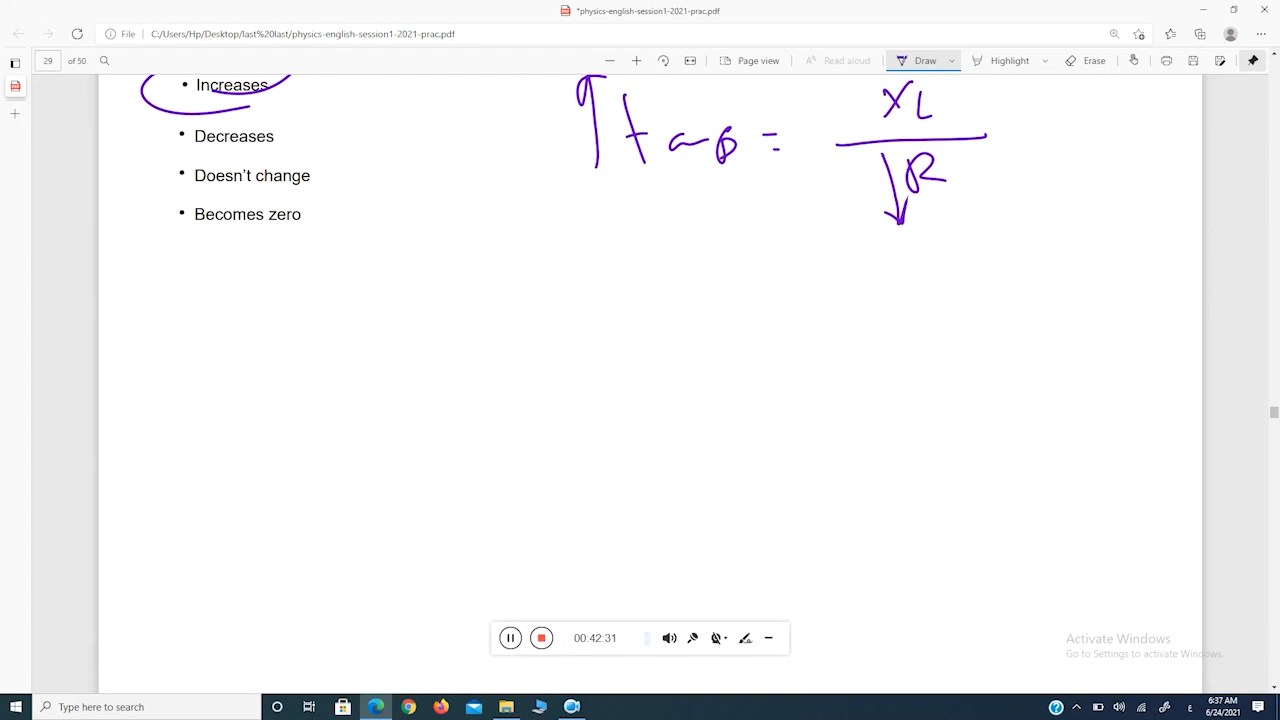 *physics-english-session1-2021-prac.pdf
File C:/Users/Hp/Desktop/last%20last/physics-english-session1-2021-prac.pdf
29 of 50 Page view Read aloud Draw Highlight Erase
• Increases
• Decreases
• Doesn't change
• Becomes zero
tan θ = XL
R
00:42:31
Activate Windows
Go to Settings to activate Windows.
Type here to search
6:37 AM
6/24/2021